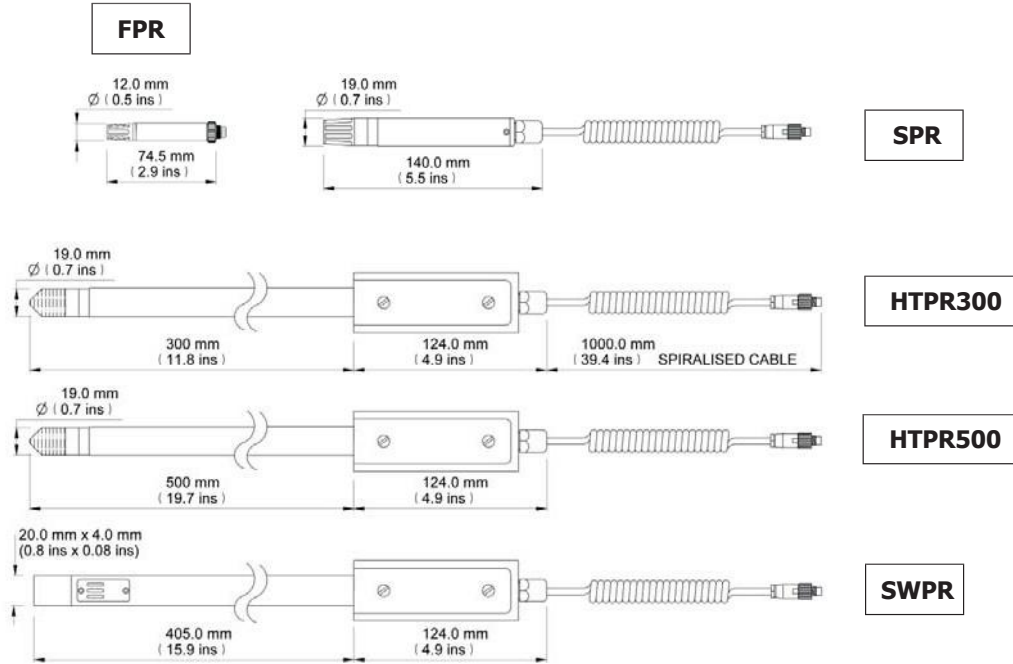 FPR
12.0 mm
Ø ( 0.5 ins )
74.5 mm
( 2.9 ins )
19.0 mm
Ø ( 0.7 ins )
140.0 mm
( 5.5 ins )
SPR
19.0 mm
Ø ( 0.7 ins )
300 mm
( 11.8 ins )
124.0 mm
( 4.9 ins )
1000.0 mm
( 39.4 ins ) SPIRALISED CABLE
HTPR300
19.0 mm
Ø ( 0.7 ins )
500 mm
( 19.7 ins )
124.0 mm
( 4.9 ins )
HTPR500
20.0 mm x 4.0 mm
(0.8 ins x 0.08 ins)
405.0 mm
( 15.9 ins )
124.0 mm
( 4.9 ins )
SWPR